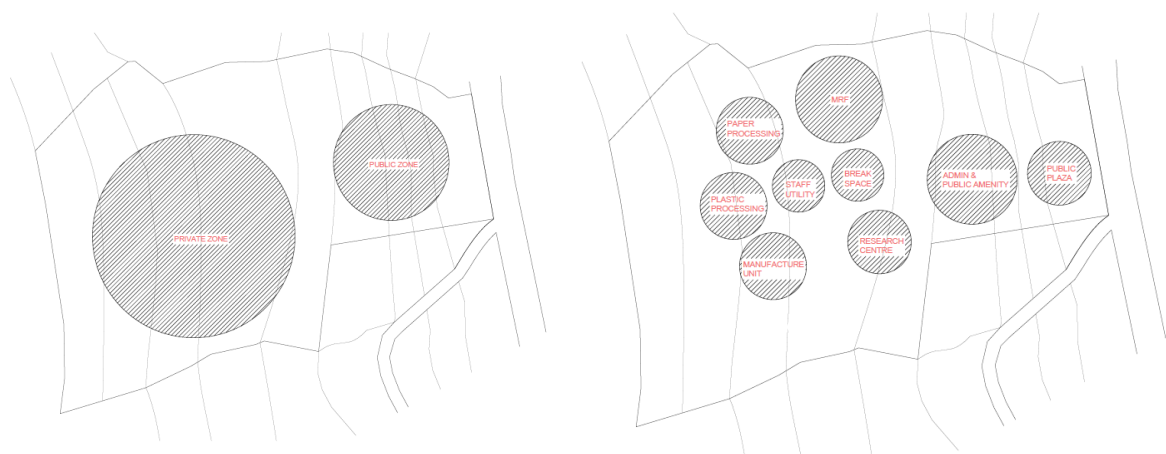 PUBLIC ZONE
PRIVATE ZONE
MRF
PAPER
PROCESSING
STAFF
UTILITY
BREAK
SPACE
ADMIN &
PUBLIC AMENITY
PUBLIC
PLAZA
PLASTIC
PROCESSING
RESEARCH
CENTRE
MANUFACTURE
UNIT